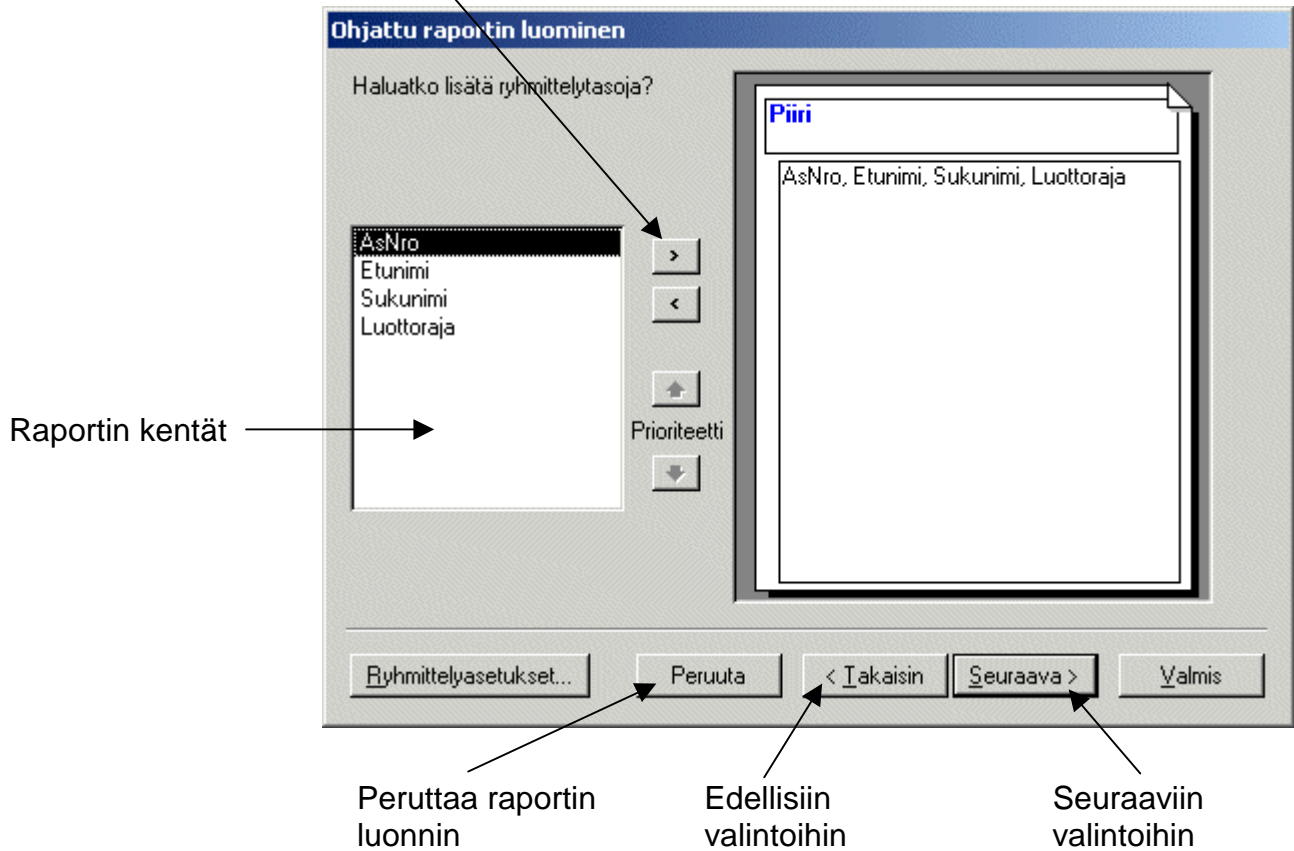 Ohjattu raportin luominen
Haluatko lisätä ryhmittelytasoja?
Piiri
AsNro, Etunimi, Sukunimi, Luottoraja
AsNro
Etunimi
Sukunimi
Luottoraja
>
<
Prioriteetti
Raportin kentät
Ryhmittelyasetukset...
Peruuta
< Takaisin
Seuraava >
Valmis
Peruttaa raportin
luonnin
Edellisiin
valintoihin
Seuraaviin
valintoihin